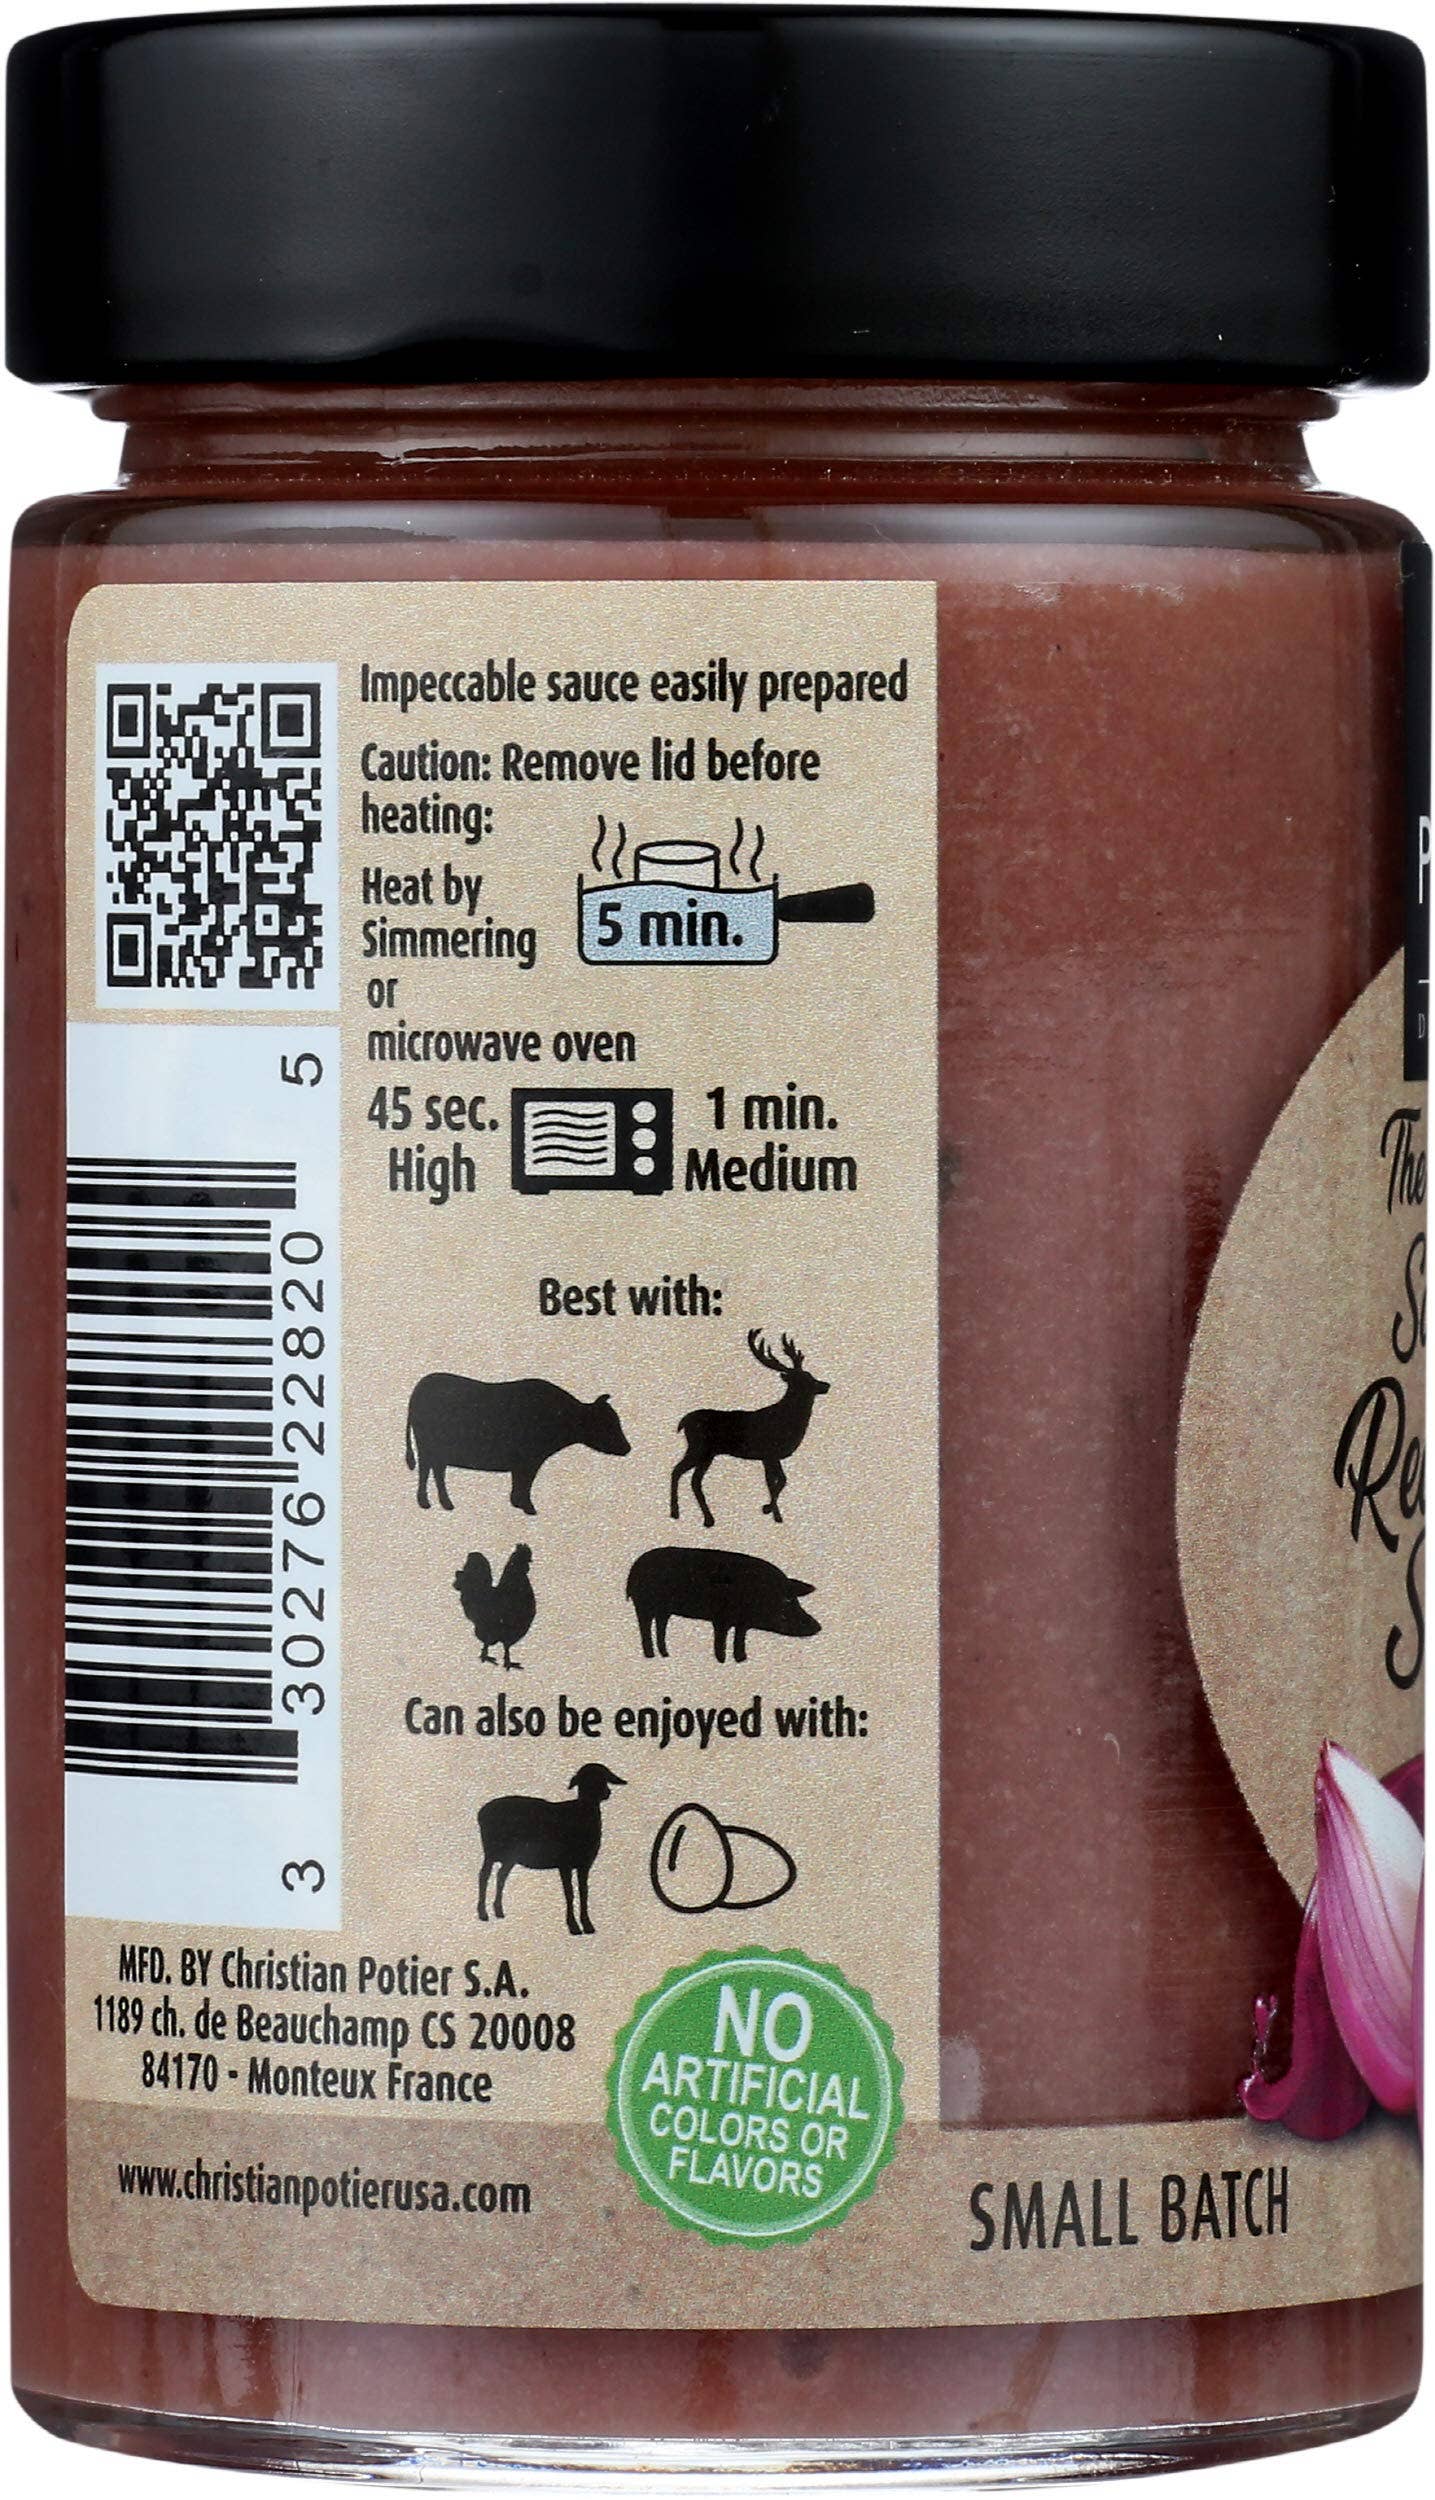 Impeccable sauce easily prepared
Caution: Remove lid before
heating:
Heat by
Simmering
5 min.
or
microwave oven
45 sec.
High
1 min.
Medium
Best with:
Can also be enjoyed with:
3 302762 228205
MFD. BY Christian Potier S.A.
1189 ch. de Beauchamp CS 20008
84170 - Monteux France
www.christianpotierusa.com
NO
ARTIFICIAL
COLORS OR
FLAVORS
SMALL BATCH
The